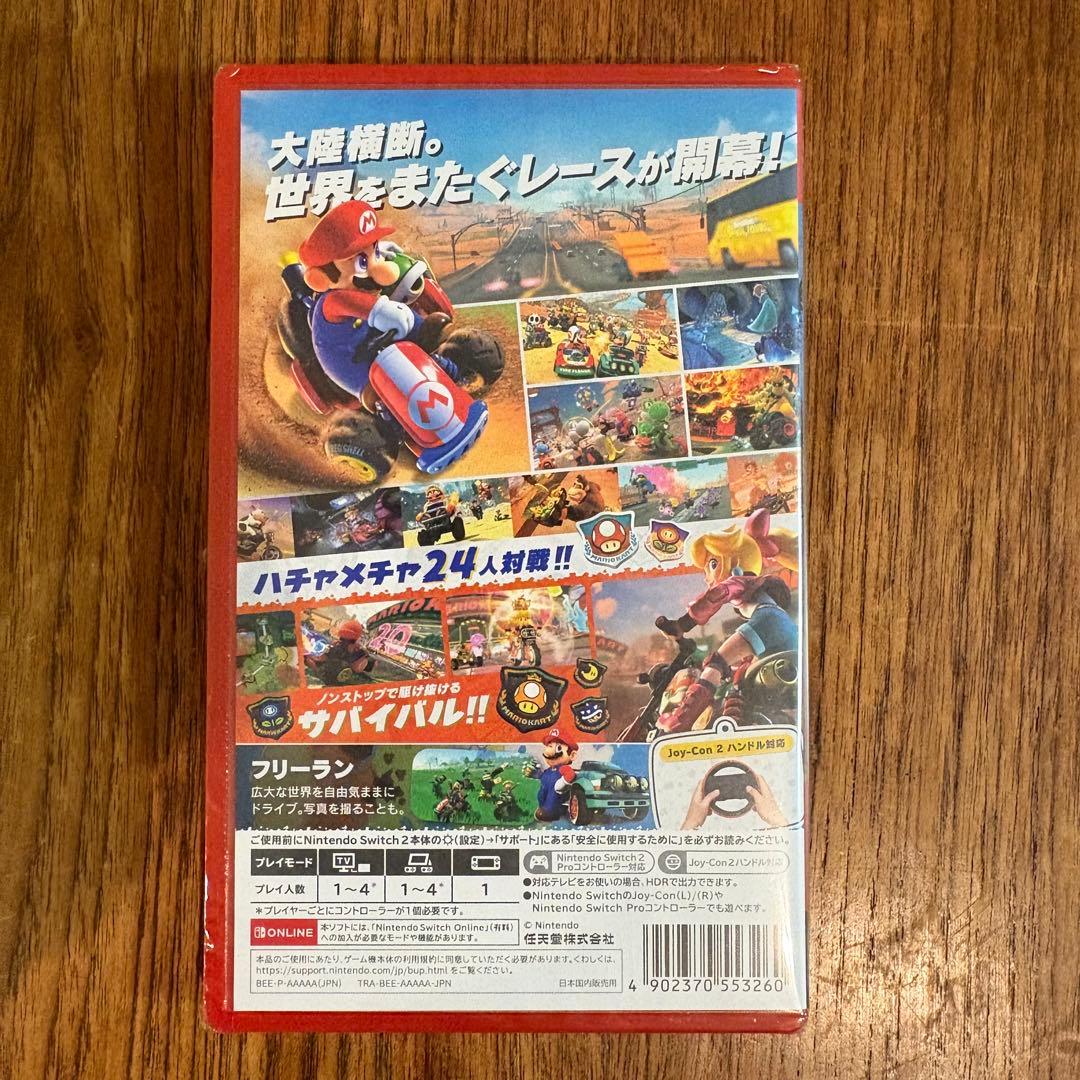 大陸横断。
世界をまたぐレースが開幕!
M
M
RED SHELL
ハチャメチャ24人対戦!!
MARIO KART
ノンストップで駆け抜ける
サバイバル!!
MARIO KART
フリーラン
広大な世界を自由気ままに
ドライブ。写真を撮ることも。
Joy-Con 2 ハンドル対応
ご使用前にNintendo Switch 2本体の(設定)→「サポート」にある「安全に使用するために」を必ずお読みください。
プレイモード TV
プレイ人数 1~4* 1~4* 1
*プレイヤーごとにコントローラーが1個必要です。
Nintendo Switch 2
Proコントローラー対応
Joy-Con 2ハンドル対応
●対応テレビをお使いの場合、HDRで出力できます。
●Nintendo SwitchのJoy-Con(L)/(R)や
Nintendo Switch Proコントローラーでも遊べます。
ONLINE
本ソフトには、「Nintendo Switch Online」(有料)
への加入が必要なモードや機能があります。
© Nintendo
任天堂株式会社
本品のご使用にあたり、ゲーム機本体の利用規約に同意していただく必要があります。くわしくは、
https://support.nintendo.com/jp/bup.html をご覧ください。
BEE-P-AAAAA(JPN) TRA-BEE-AAAAA-JPN
日本国内販売用
4 902370 553260